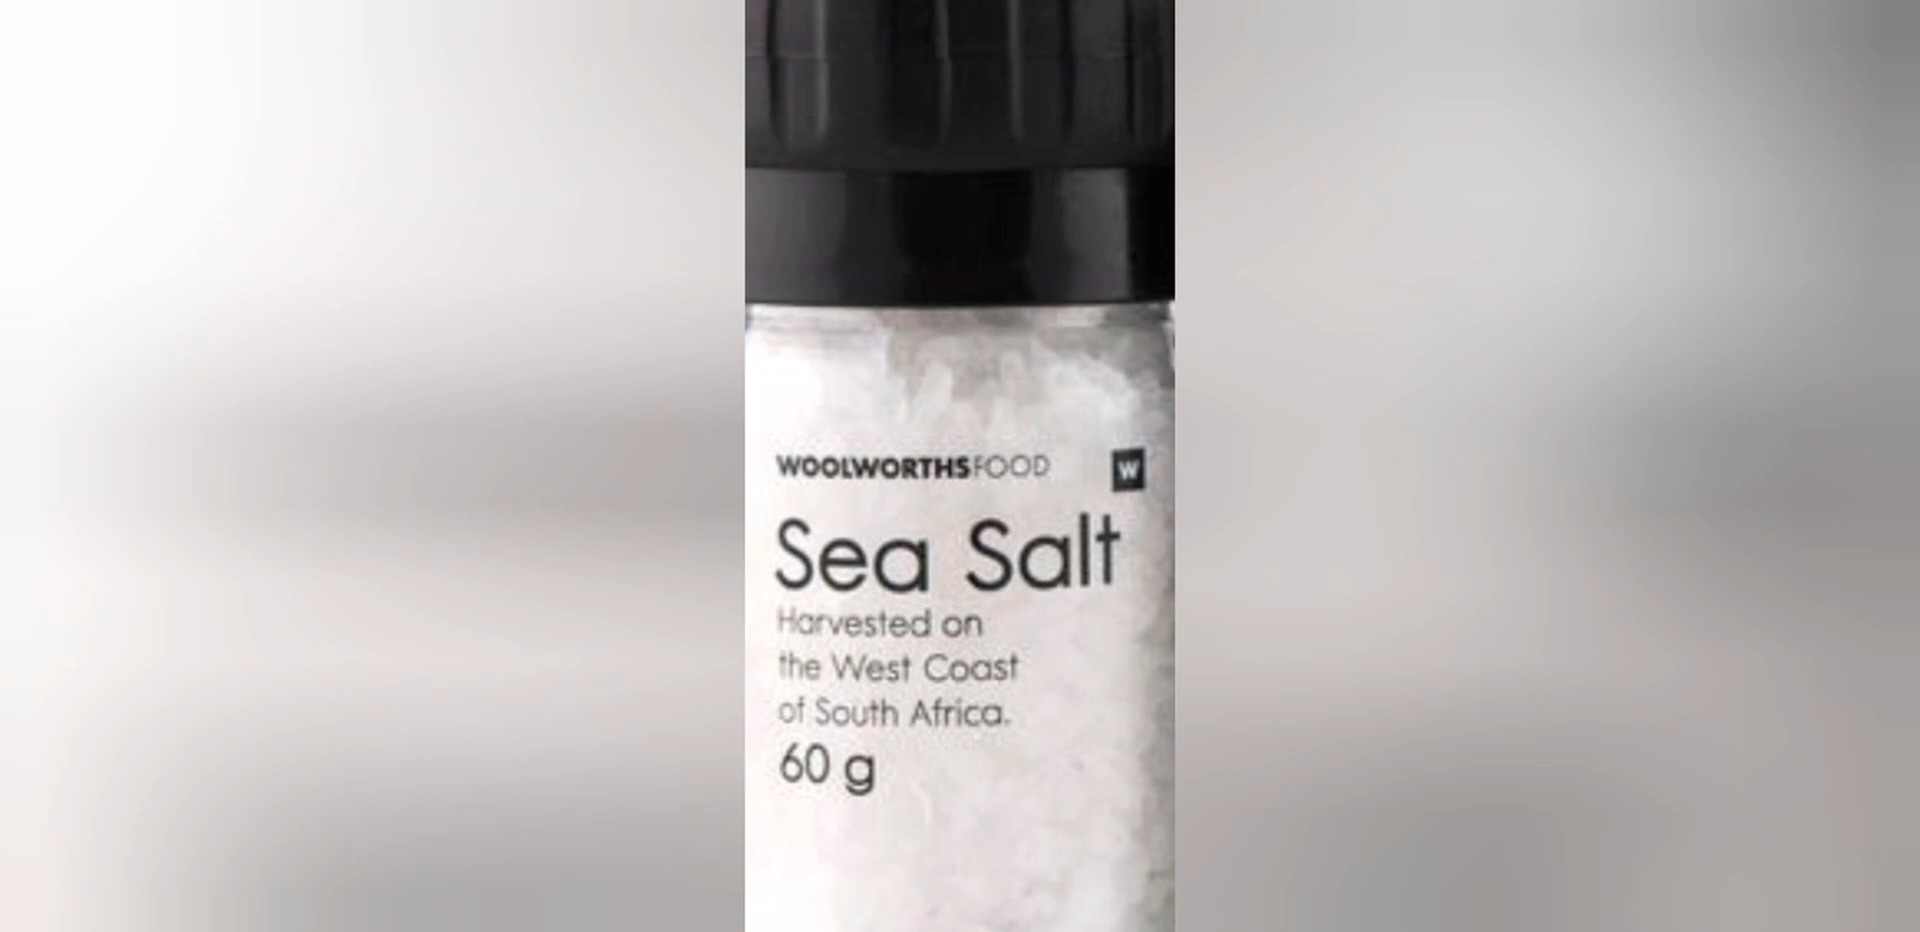 WOOLWORTHSFOOD W
Sea Salt
Harvested on
the West Coast
of South Africa.
60 g